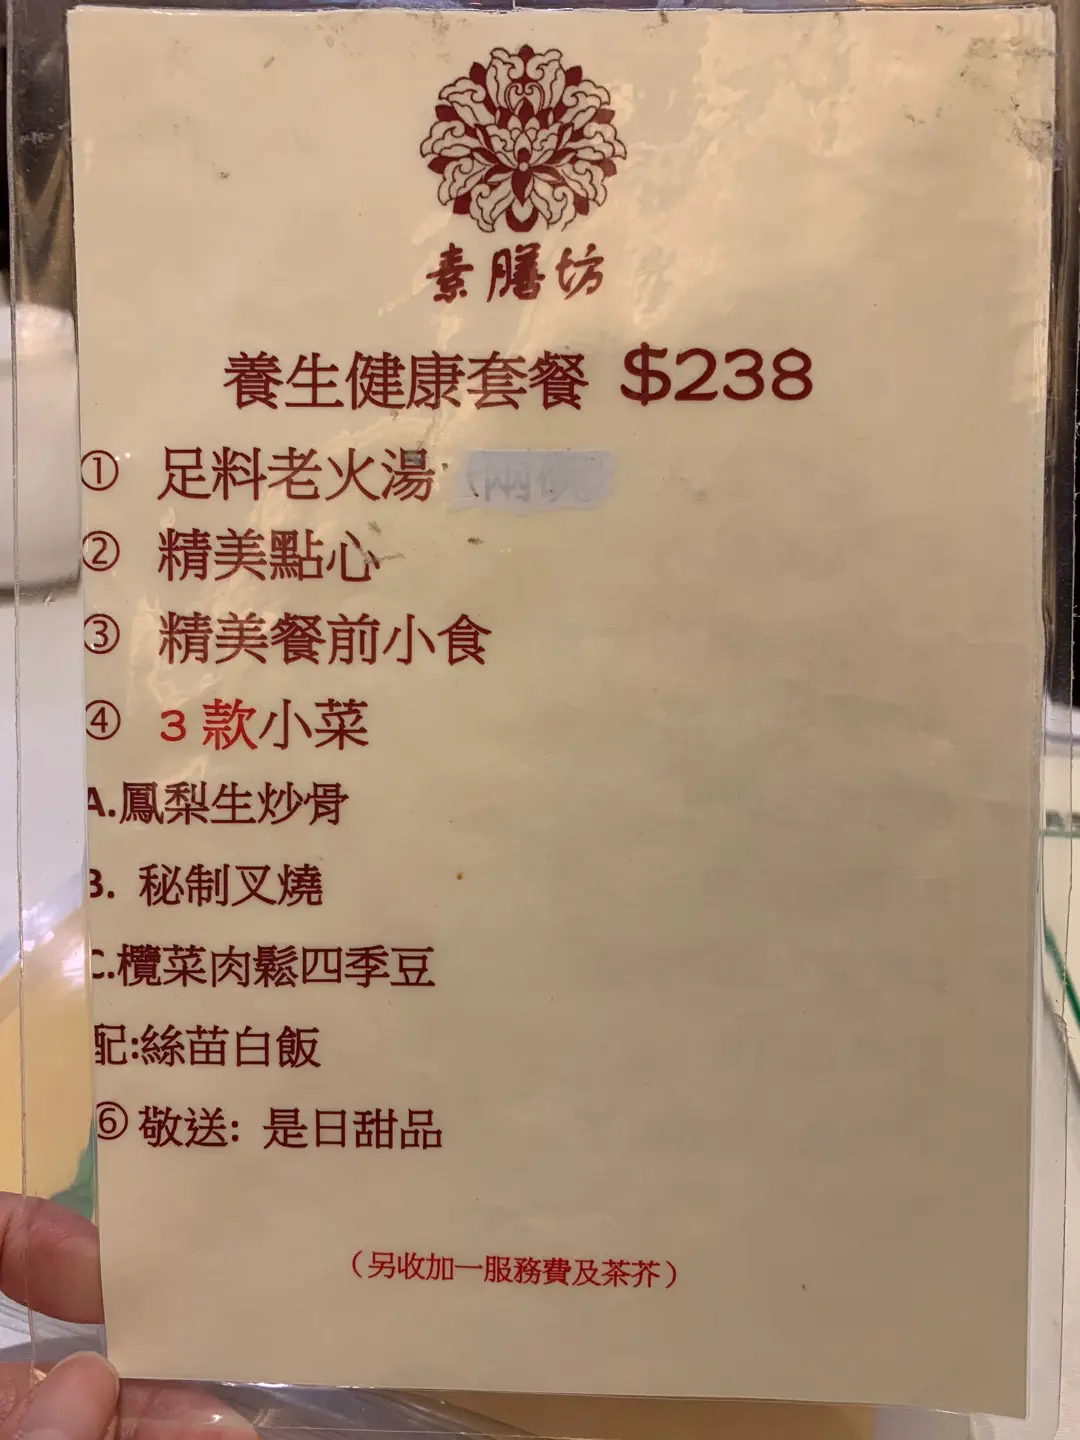 素膳坊
養生健康套餐 $238
① 足料老火湯
② 精美點心
③ 精美餐前小食
④ 3 款小菜
A.鳳梨生炒骨
B. 秘制叉燒
C.欖菜肉鬆四季豆
配:絲苗白飯
⑥ 敬送: 是日甜品
（另收加一服務費及茶芥）